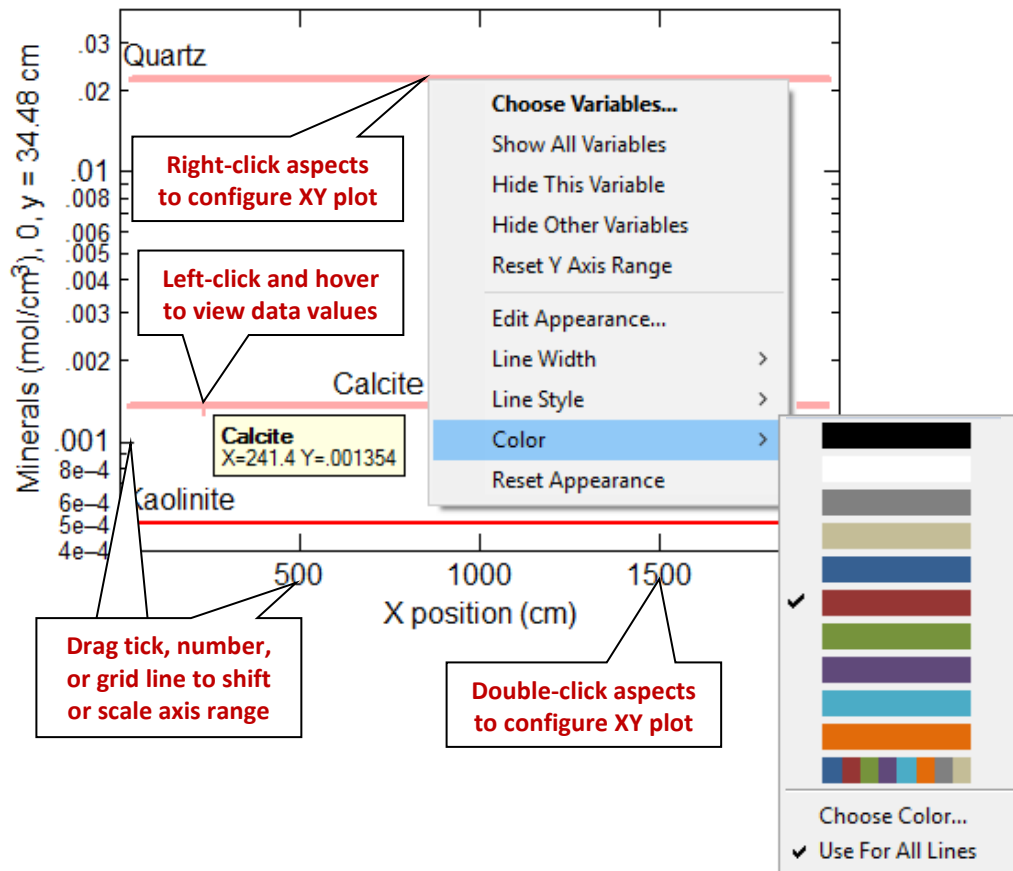 Minerals (mol/cm³), 0, y = 34.48 cm
.03
.02
.01
.008
.006
.005
.004
.003
.002
.001
8e–4
6e–4
5e–4
4e–4
Quartz
Right-click aspects
to configure XY plot
Left-click and hover
to view data values
Calcite
Calcite
X=241.4 Y=.001354
Kaolinite
500
1000
1500
X position (cm)
Drag tick, number,
or grid line to shift
or scale axis range
Double-click aspects
to configure XY plot
Choose Variables...
Show All Variables
Hide This Variable
Hide Other Variables
Reset Y Axis Range
Edit Appearance...
Line Width
Line Style
Color
Reset Appearance
Choose Color...
Use For All Lines